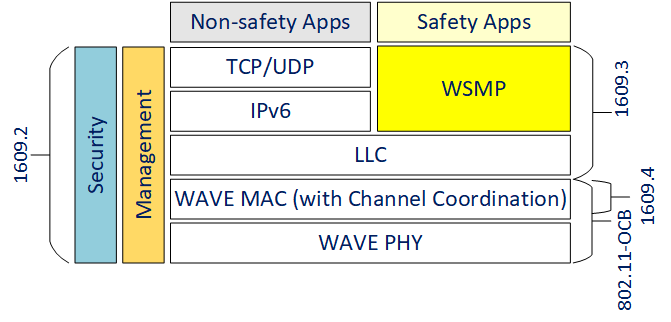 Non-safety Apps
Safety Apps
1609.2
Security
Management
TCP/UDP
WSMP
IPv6
LLC
WAVE MAC (with Channel Coordination)
WAVE PHY
1609.3
1609.4
802.11-OCB